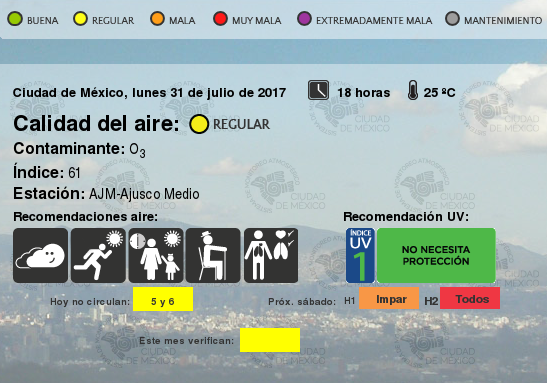 BUENA REGULAR MALA MUY MALA EXTREMADAMENTE MALA MANTENIMIENTO
Ciudad de México, lunes 31 de julio de 2017 18 horas 25 ºC
Calidad del aire: REGULAR
Contaminante: O3
Índice: 61
Estación: AJM-Ajusco Medio
Recomendaciones aire: Recomendación UV:
ÍNDICE UV 1 NO NECESITA PROTECCIÓN
Hoy no circulan: 5 y 6 Próx. sábado: H1 Impar H2 Todos
Este mes verifican:
CIUDAD DE MÉXICO